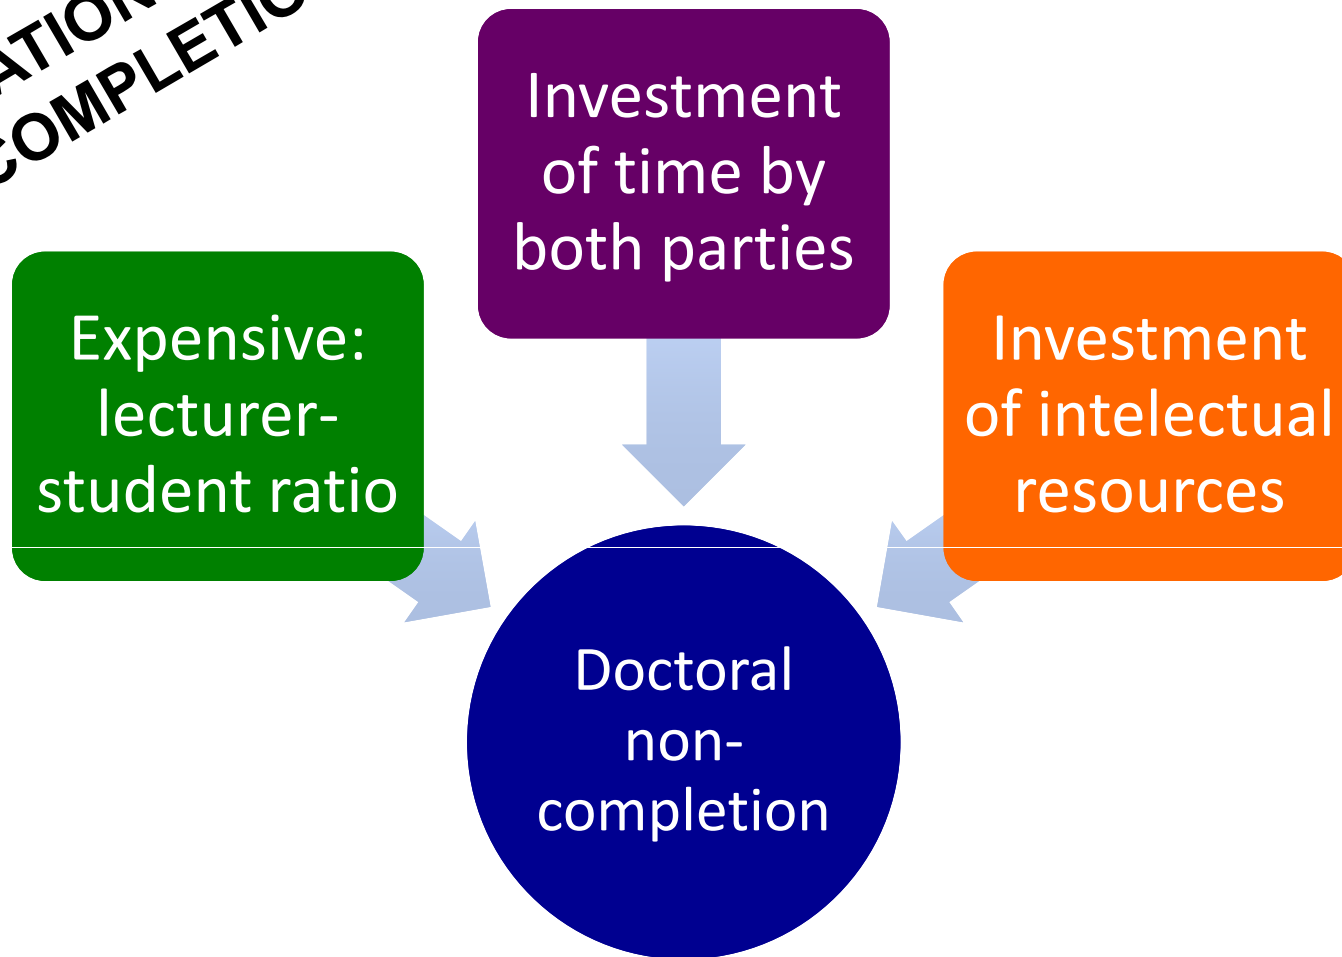 Investment
of time by
both parties
Expensive:
lecturer-
student ratio
Investment
of intelectual
resources
Doctoral
non-
completion